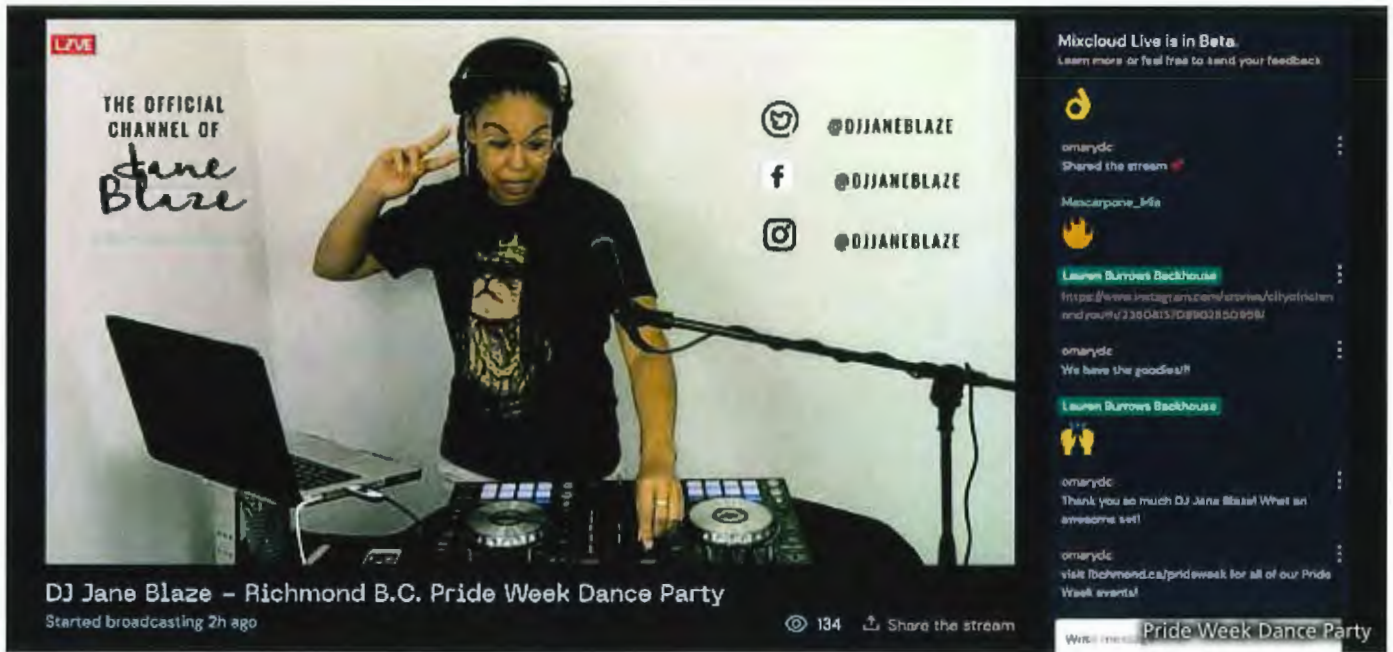 LIVE
THE OFFICIAL
CHANNEL OF
Jane
Blaze
@DJJANEBLAZE
@DJJANEBLAZE
@DJJANEBLAZE
DJ Jane Blaze – Richmond B.C. Pride Week Dance Party
Started broadcasting 2h ago
134 Share the stream
Mixcloud Live is in Beta.
Learn more or feel free to send your feedback
omarydc
Shared the stream
Mascarpone_Mia
Lauren Burrows Backhouse
omarydc
We have the goodies!!!
Lauren Burrows Backhouse
omarydc
Thank you so much DJ Jane Blaze! What an
awesome set!
omarydc
visit richmond.ca/prideweek for all of our Pride
Week events!
Pride Week Dance Party